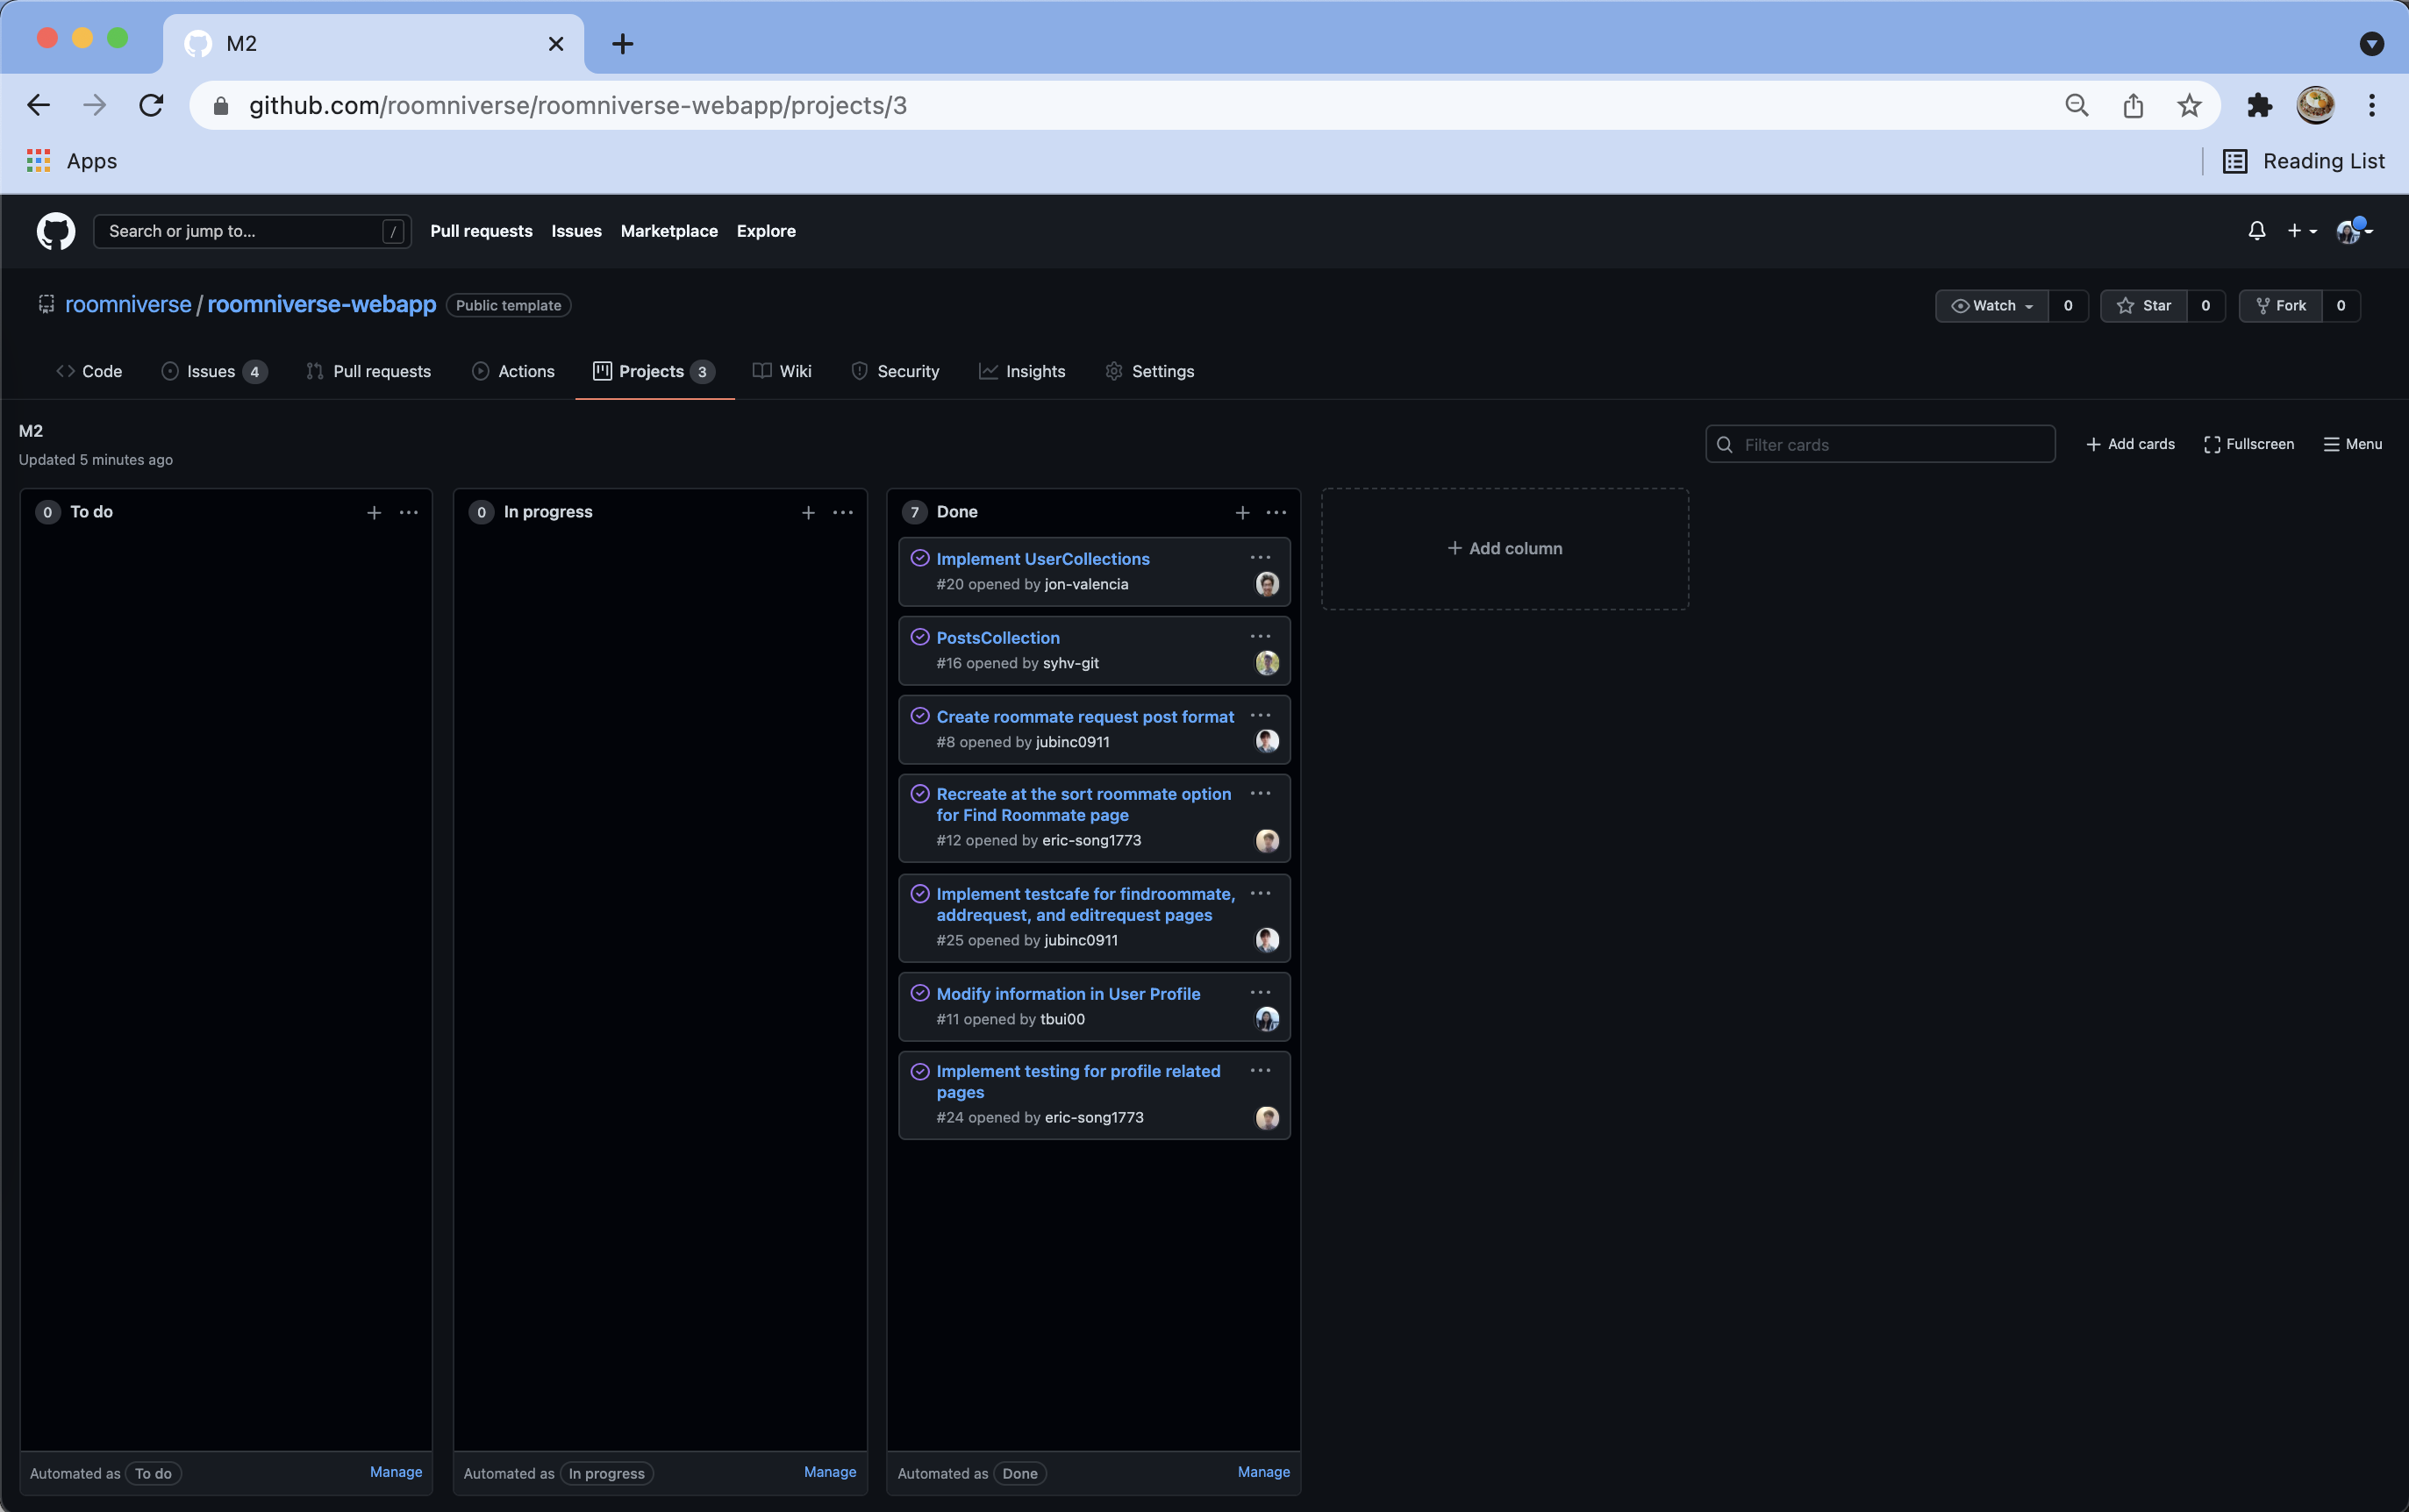 M2
github.com/roomniverse/roomniverse-webapp/projects/3
Apps
Reading List
Search or jump to...
/
Pull requests
Issues
Marketplace
Explore
roomniverse / roomniverse-webapp
Public template
Watch
0
Star
0
Fork
0
Code
Issues 4
Pull requests
Actions
Projects 3
Wiki
Security
Insights
Settings
M2
Updated 5 minutes ago
Filter cards
Add cards
Fullscreen
Menu
0 To do
Automated as To do
Manage
0 In progress
Automated as In progress
Manage
7 Done
Implement UserCollections
#20 opened by jon-valencia
PostsCollection
#16 opened by syhv-git
Create roommate request post format
#8 opened by jubinc0911
Recreate at the sort roommate option
for Find Roommate page
#12 opened by eric-song1773
Implement testcafe for findroommate,
addrequest, and editrequest pages
#25 opened by jubinc0911
Modify information in User Profile
#11 opened by tbui00
Implement testing for profile related
pages
#24 opened by eric-song1773
Automated as Done
Manage
Add column